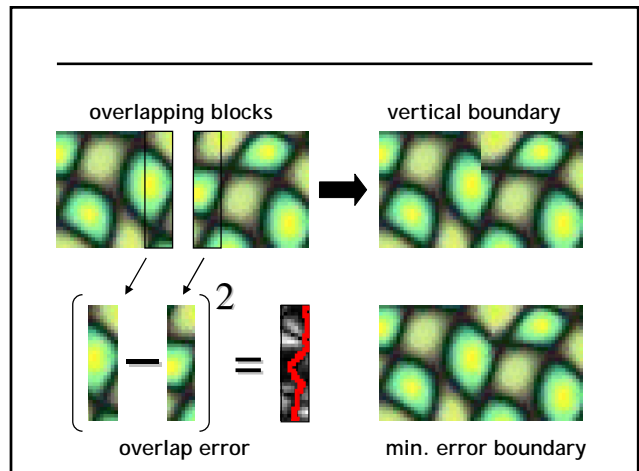 overlapping blocks
vertical boundary
2
=
overlap error
min. error boundary